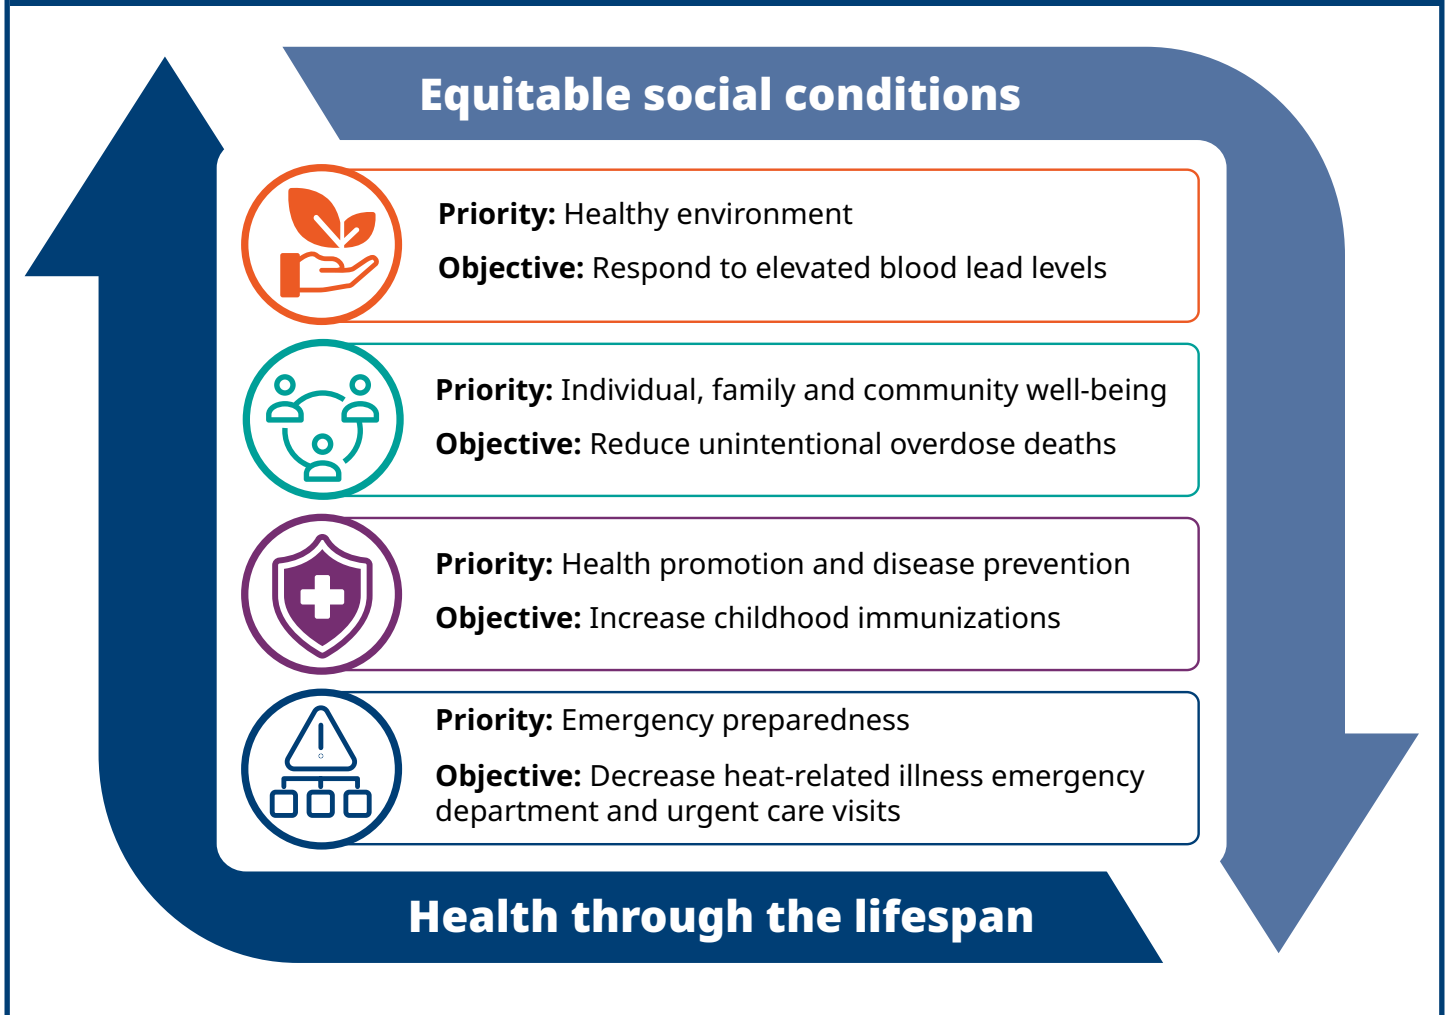 Equitable social conditions
Priority: Healthy environment
Objective: Respond to elevated blood lead levels
Priority: Individual, family and community well-being
Objective: Reduce unintentional overdose deaths
Priority: Health promotion and disease prevention
Objective: Increase childhood immunizations
Priority: Emergency preparedness
Objective: Decrease heat-related illness emergency
department and urgent care visits
Health through the lifespan